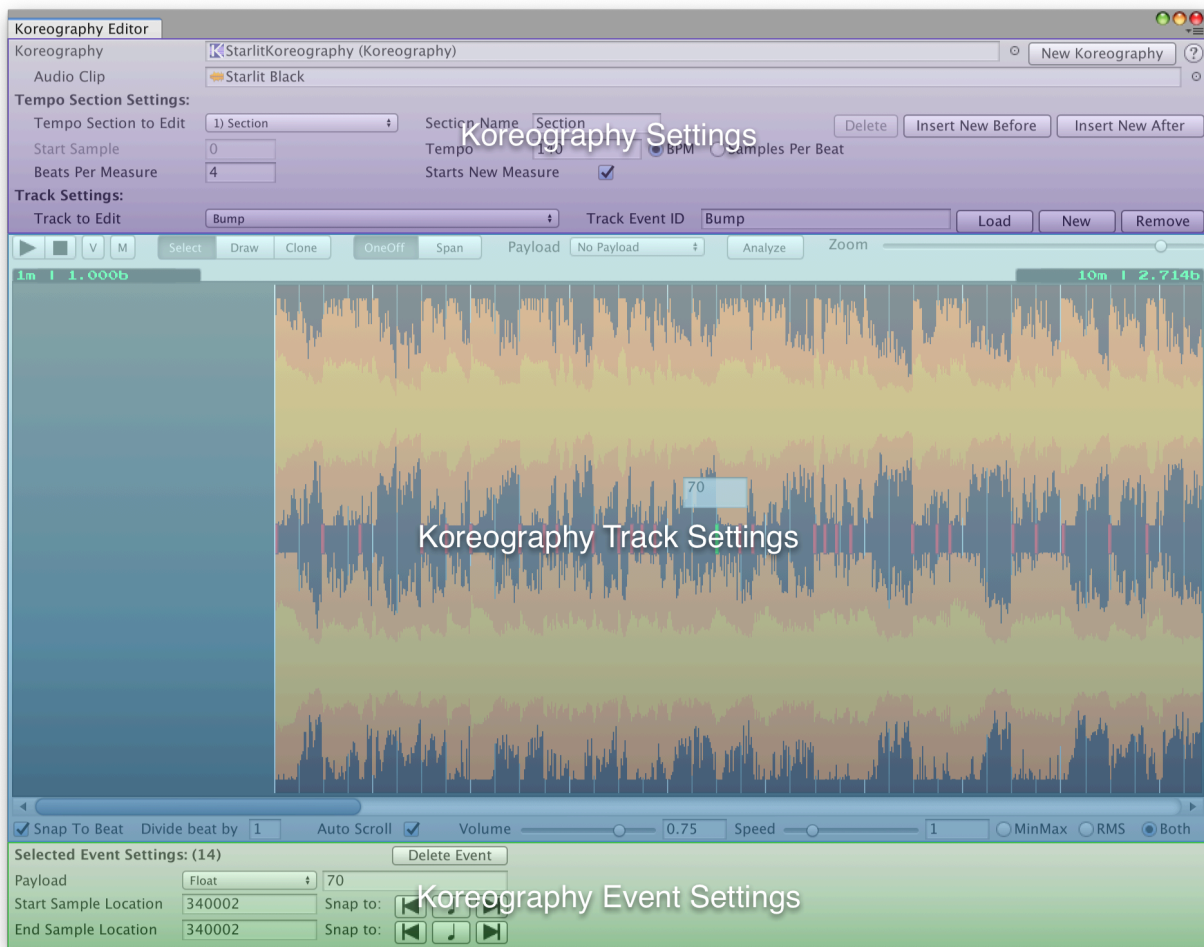 Koreography Editor
Koreography StarlitKoreography (Koreography) New Koreography ?
Audio Clip Starlit Black
Tempo Section Settings:
Tempo Section to Edit 1) Section Section Name Section Delete Insert New Before Insert New After
Koreography Settings
Start Sample 0 Tempo 140 BPM Samples Per Beat
Beats Per Measure 4 Starts New Measure
Track Settings:
Track to Edit Bump Track Event ID Bump Load New Remove
V M Select Draw Clone OneOff Span Payload No Payload Analyze Zoom
1m | 1.000b 10m | 2.714b
70
Koreography Track Settings
Snap To Beat Divide beat by 1 Auto Scroll Volume 0.75 Speed 1 MinMax RMS Both
Selected Event Settings: (14) Delete Event
Payload Float 70
Koreography Event Settings
Start Sample Location 340002 Snap to:
End Sample Location 340002 Snap to: